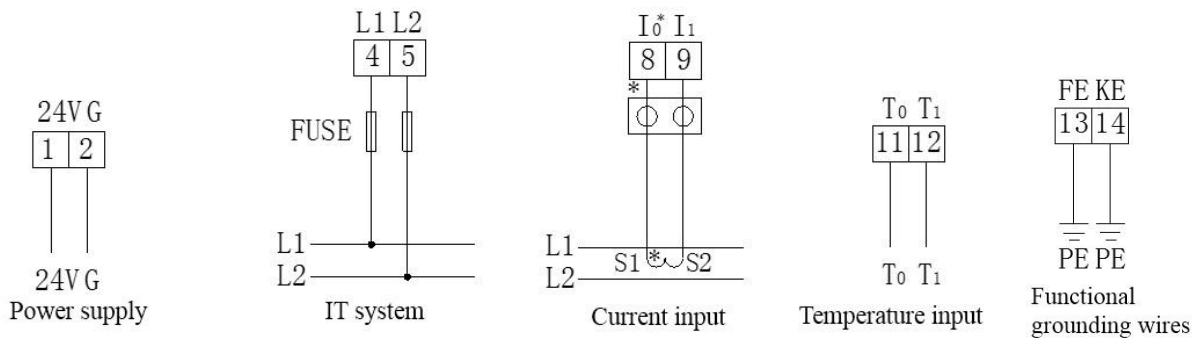 24V G
1 2
24V G
Power supply
L1 L2
4 5
FUSE
L1
L2
IT system
I0* I1
8 9
*
L1
S1 * S2
L2
Current input
T0 T1
11 12
T0 T1
Temperature input
FE KE
13 14
PE PE
Functional
grounding wires